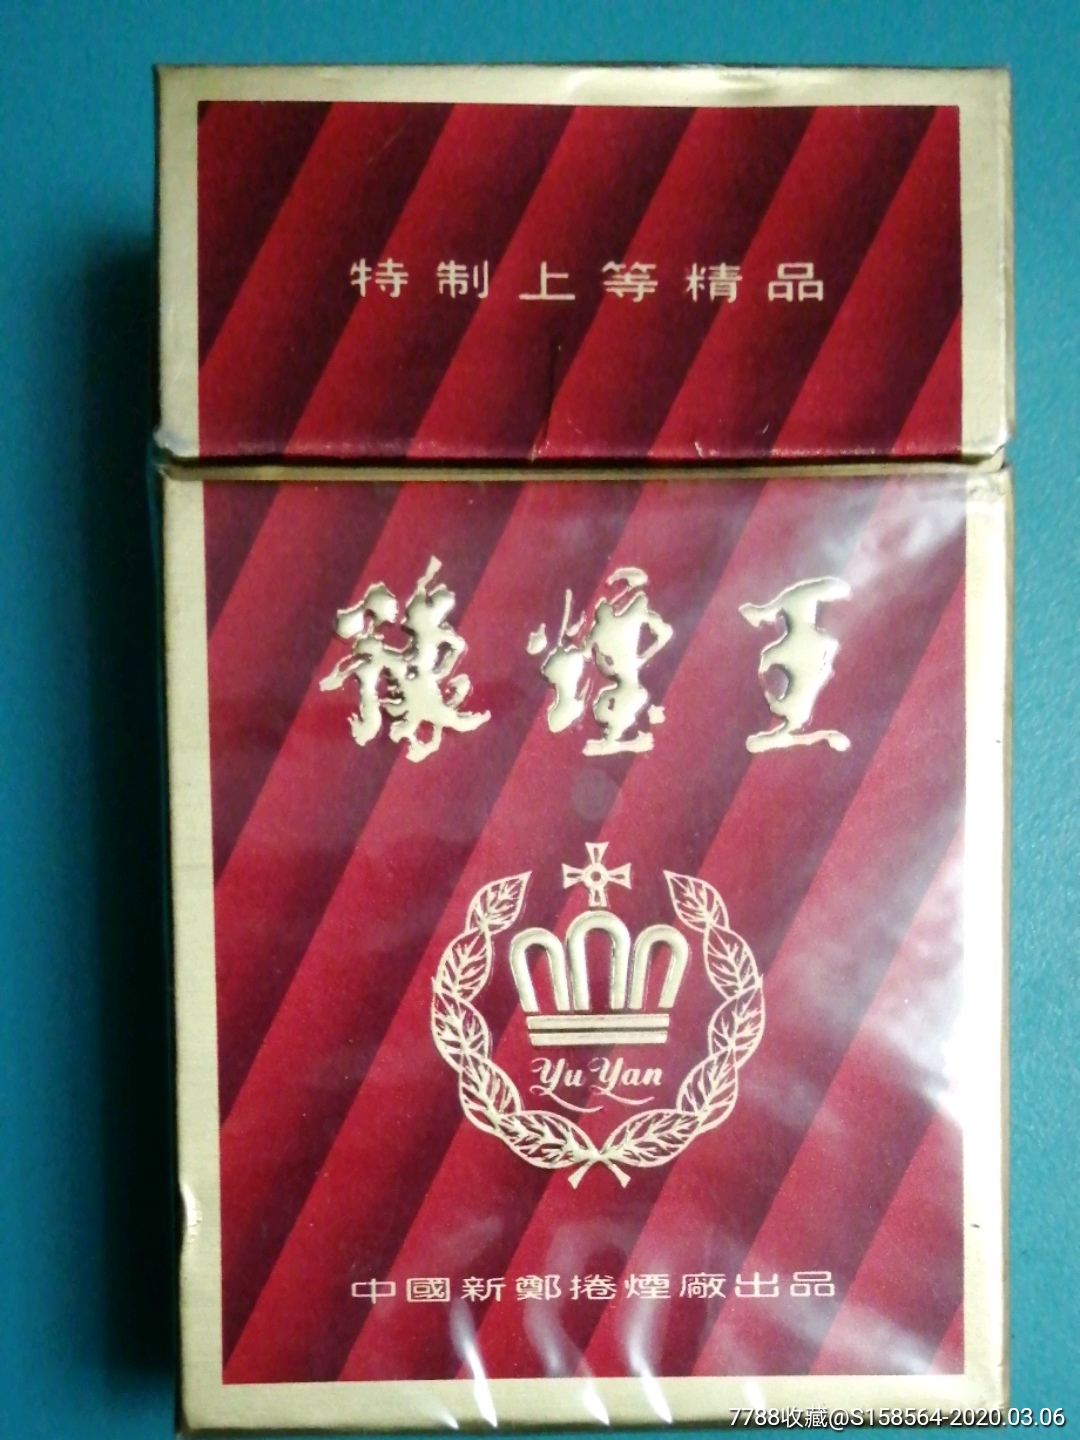 特制上等精品
豫煙王
Yu Yan
中國新鄭捲煙廠出品
7788收藏@S158564-2020.03.06